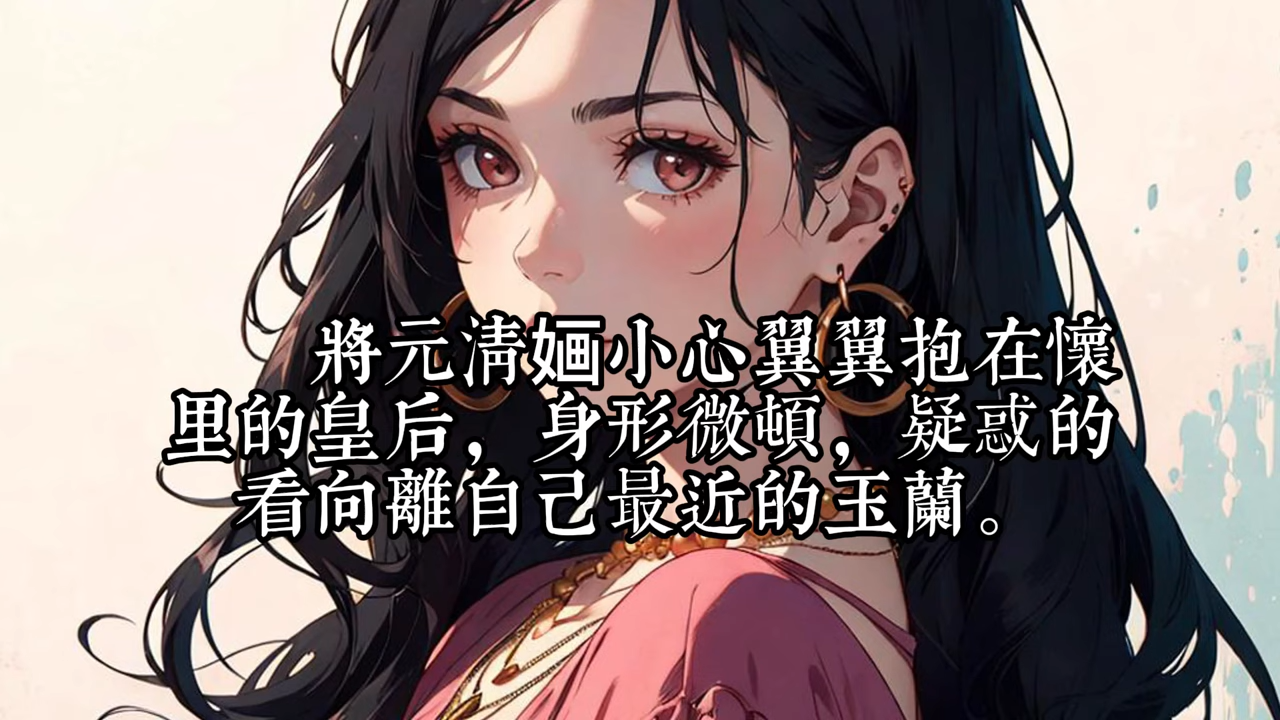 將元清婳小心翼翼抱在懷
里的皇后，身形微頓，疑惑的
看向離自己最近的玉蘭。